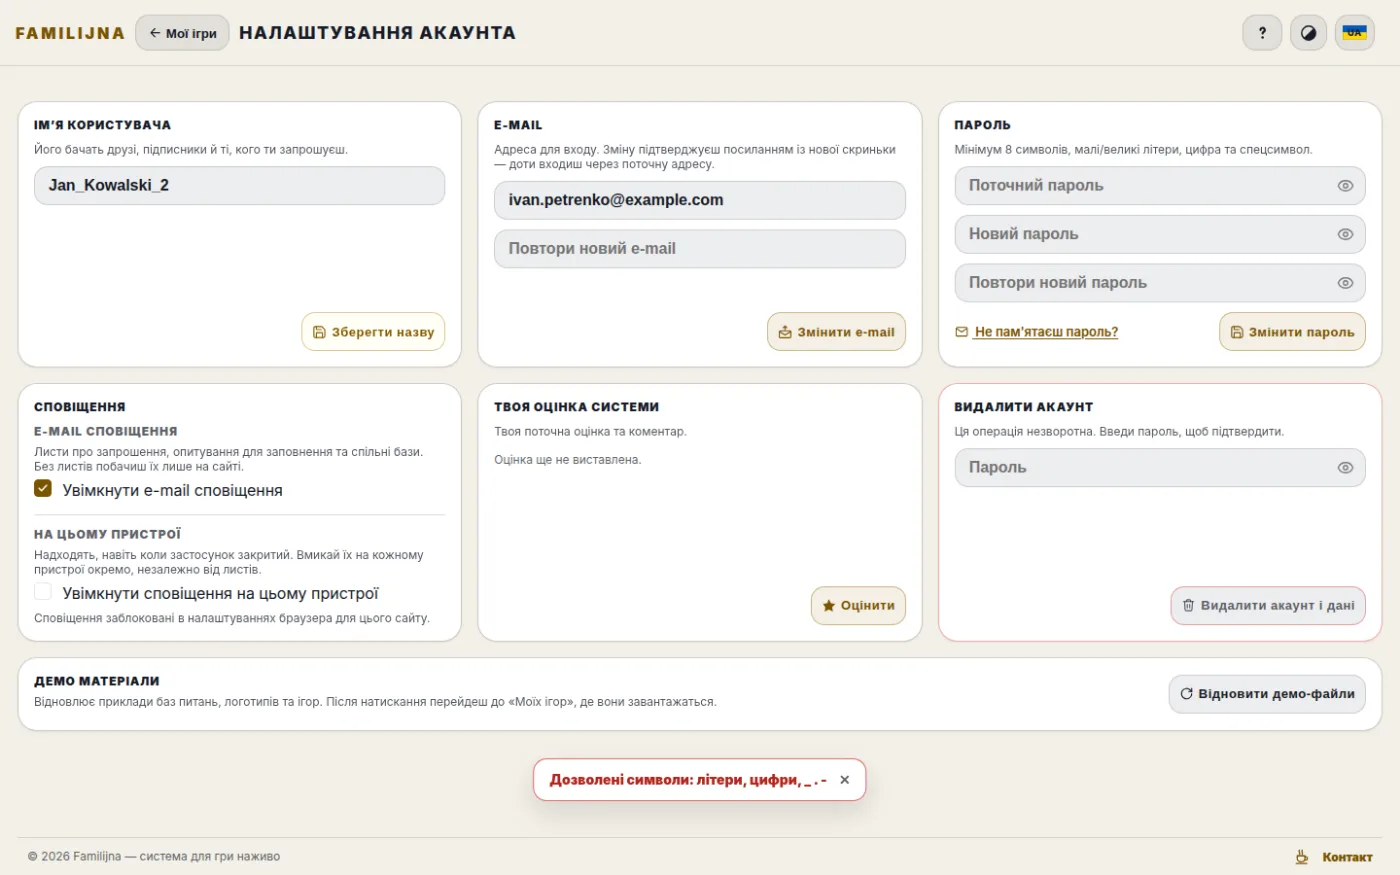 FAMILIJNA
← Мої ігри
НАЛАШТУВАННЯ АКАУНТА
?
UA
ІМ’Я КОРИСТУВАЧА
Його бачать друзі, підписники й ті, кого ти запрошуєш.
Jan_Kowalski_2
Зберегти назву
E-MAIL
Адреса для входу. Зміну підтверджуєш посиланням із нової скриньки
— доти входиш через поточну адресу.
ivan.petrenko@example.com
Повтори новий e-mail
Змінити e-mail
ПАРОЛЬ
Мінімум 8 символів, малі/великі літери, цифра та спецсимвол.
Поточний пароль
Новий пароль
Повтори новий пароль
Не пам'ятаєш пароль?
Змінити пароль
СПОВІЩЕННЯ
E-MAIL СПОВІЩЕННЯ
Листи про запрошення, опитування для заповнення та спільні бази.
Без листів побачиш їх лише на сайті.
Увімкнути e-mail сповіщення
НА ЦЬОМУ ПРИСТРОЇ
Надходять, навіть коли застосунок закритий. Вмикай їх на кожному
пристрої окремо, незалежно від листів.
Увімкнути сповіщення на цьому пристрої
Сповіщення заблоковані в налаштуваннях браузера для цього сайту.
ТВОЯ ОЦІНКА СИСТЕМИ
Твоя поточна оцінка та коментар.
Оцінка ще не виставлена.
Оцінити
ВИДАЛИТИ АКАУНТ
Ця операція незворотна. Введи пароль, щоб підтвердити.
Пароль
Видалити акаунт і дані
ДЕМО МАТЕРІАЛИ
Відновлює приклади баз питань, логотипів та ігор. Після натискання перейдеш до «Моїх ігор», де вони завантажаться.
Відновити демо-файли
Дозволені символи: літери, цифри, _ . -
© 2026 Familijna — система для гри наживо
Контакт